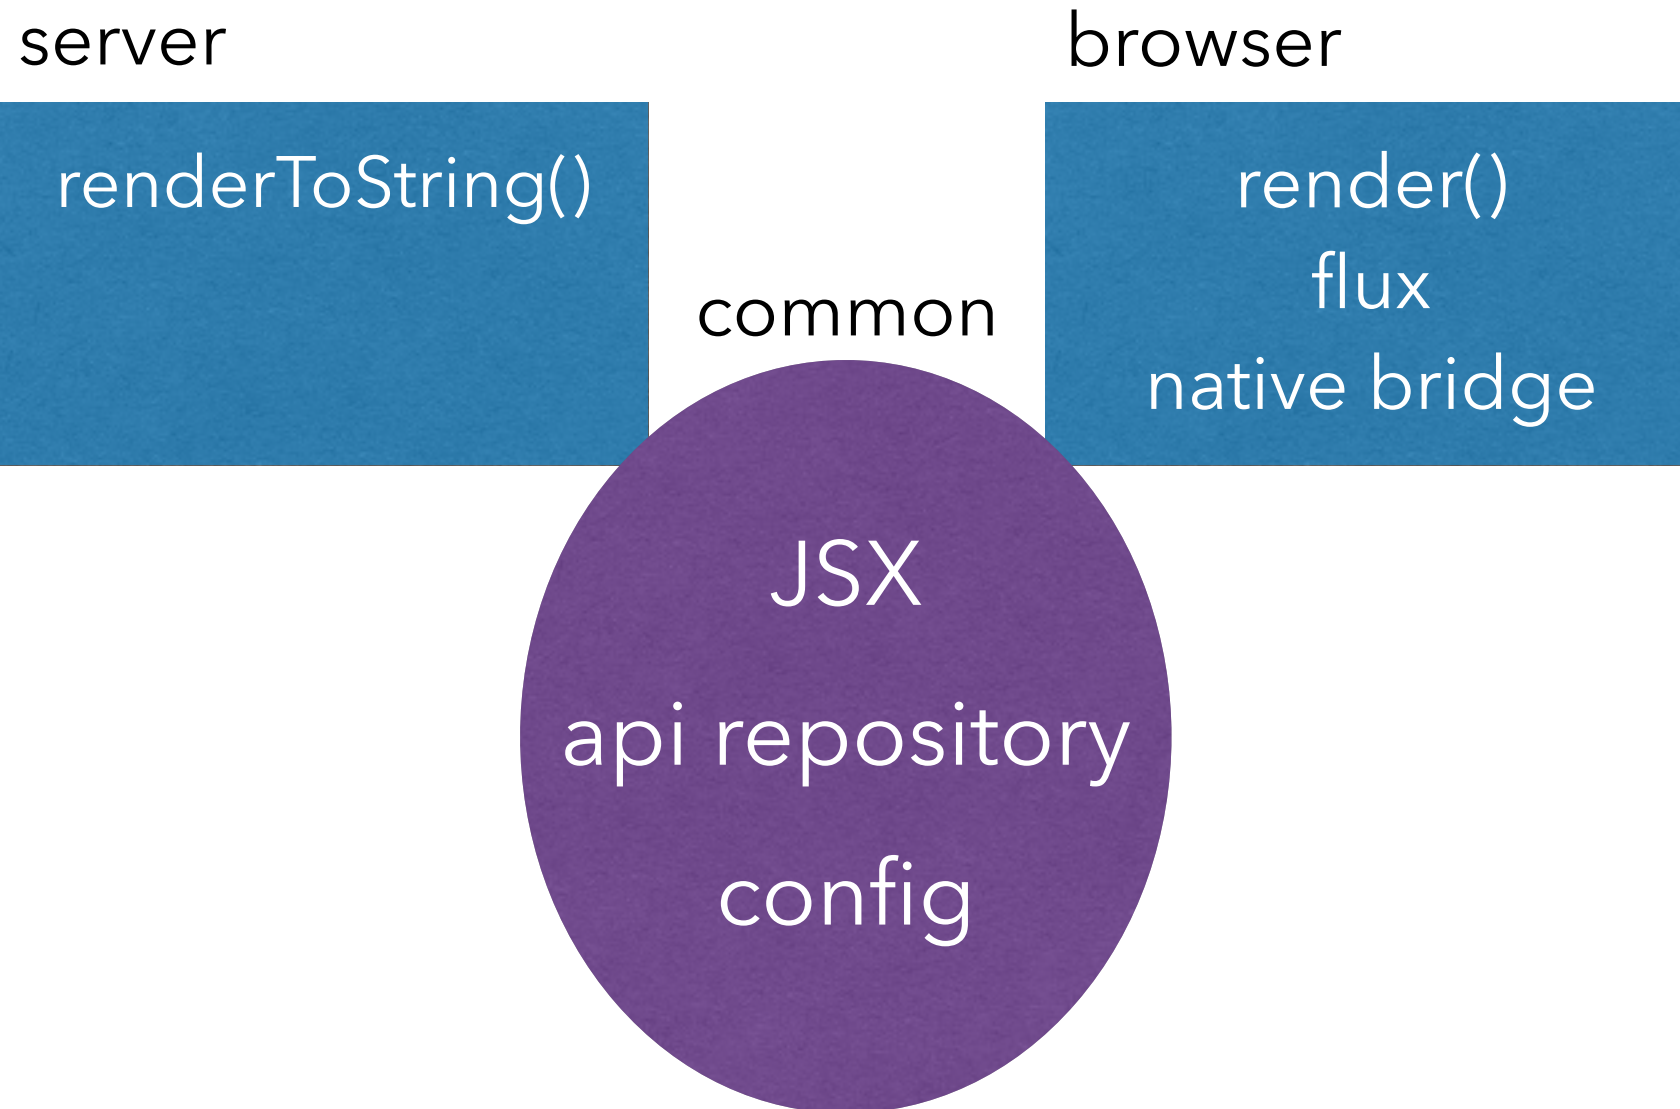 server
renderToString()
browser
render()
flux
native bridge
common
JSX
api repository
config